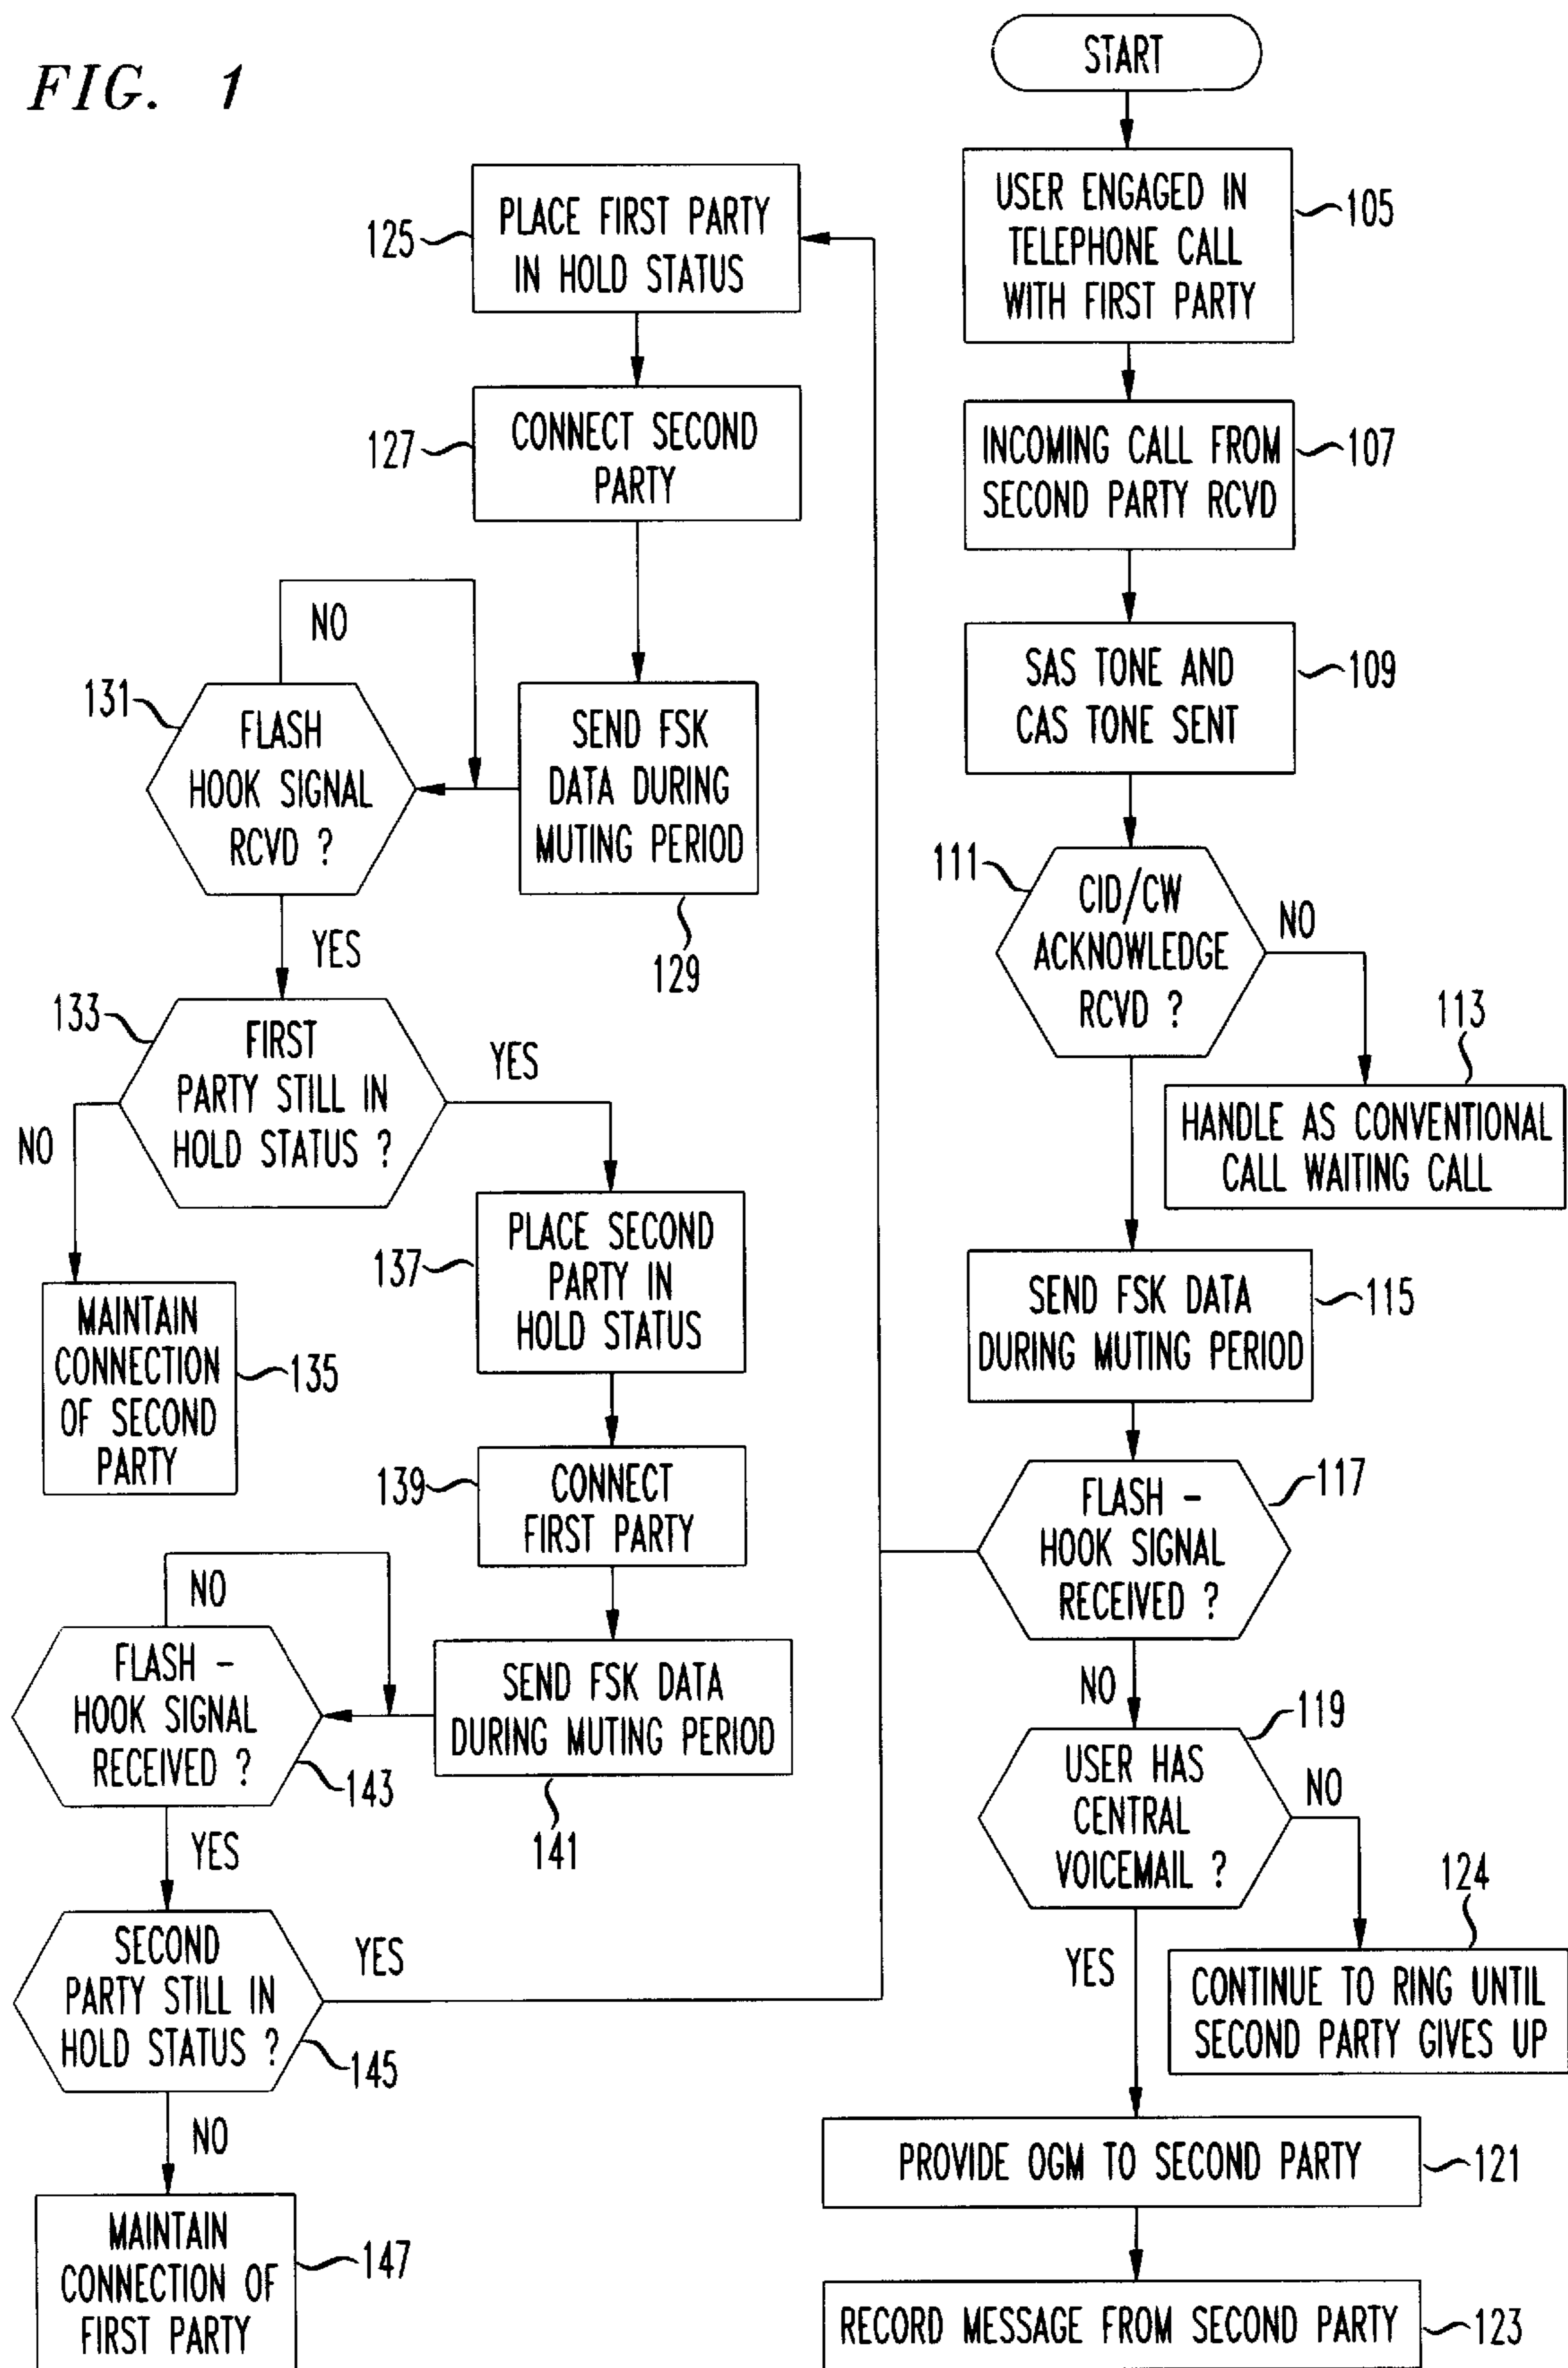 FIG. 1
START
USER ENGAGED IN
TELEPHONE CALL
WITH FIRST PARTY
105
INCOMING CALL FROM
SECOND PARTY RCVD
107
SAS TONE AND
CAS TONE SENT
109
111
CID/CW
ACKNOWLEDGE
RCVD ?
NO
113
HANDLE AS CONVENTIONAL
CALL WAITING CALL
SEND FSK DATA
DURING MUTING PERIOD
115
FLASH -
HOOK SIGNAL
RECEIVED ?
117
NO
119
USER HAS
CENTRAL
VOICEMAIL ?
NO
124
CONTINUE TO RING UNTIL
SECOND PARTY GIVES UP
YES
PROVIDE OGM TO SECOND PARTY
121
RECORD MESSAGE FROM SECOND PARTY
123
125
PLACE FIRST PARTY
IN HOLD STATUS
127
CONNECT SECOND
PARTY
SEND FSK
DATA DURING
MUTING PERIOD
129
NO
131
FLASH
HOOK SIGNAL
RCVD ?
YES
133
FIRST
PARTY STILL IN
HOLD STATUS ?
YES
NO
MAINTAIN
CONNECTION
OF SECOND
PARTY
135
137
PLACE SECOND
PARTY IN
HOLD STATUS
139
CONNECT
FIRST PARTY
SEND FSK DATA
DURING MUTING PERIOD
141
NO
FLASH -
HOOK SIGNAL
RECEIVED ?
143
YES
SECOND
PARTY STILL IN
HOLD STATUS ?
145
YES
NO
MAINTAIN
CONNECTION OF
FIRST PARTY
147